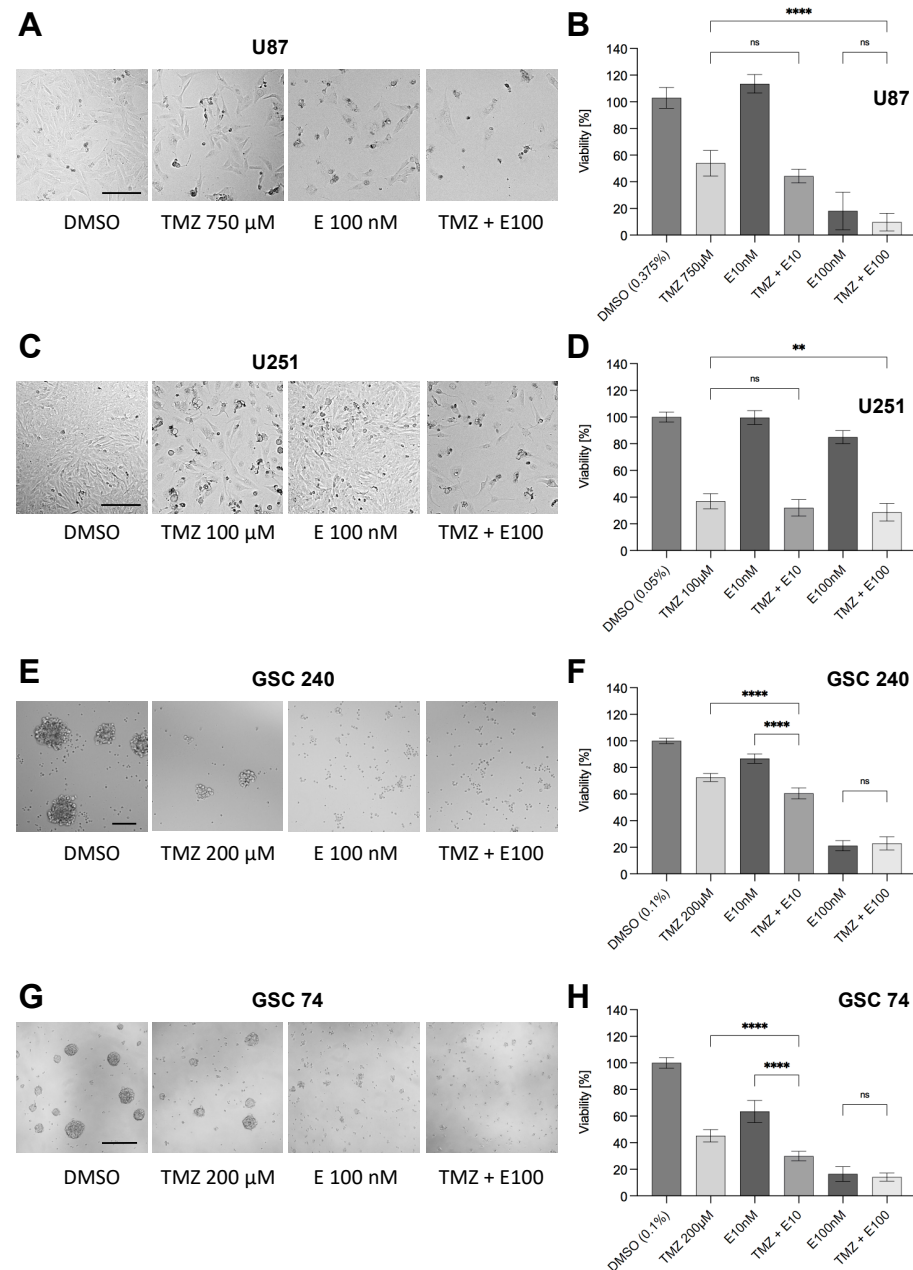 A
U87
DMSO
TMZ 750 µM
E 100 nM
TMZ + E100
B
****
ns
ns
U87
Viability [%]
140
120
100
80
60
40
20
0
DMSO (0.375%)
TMZ 750µM
E10nM
TMZ + E10
E100nM
TMZ + E100
C
U251
DMSO
TMZ 100 µM
E 100 nM
TMZ + E100
D
**
ns
U251
Viability [%]
140
120
100
80
60
40
20
0
DMSO (0.05%)
TMZ 100µM
E10nM
TMZ + E10
E100nM
TMZ + E100
E
GSC 240
DMSO
TMZ 200 µM
E 100 nM
TMZ + E100
F
GSC 240
****
****
ns
Viability [%]
140
120
100
80
60
40
20
0
DMSO (0.1%)
TMZ 200µM
E10nM
TMZ + E10
E100nM
TMZ + E100
G
GSC 74
DMSO
TMZ 200 µM
E 100 nM
TMZ + E100
H
GSC 74
****
****
ns
Viability [%]
140
120
100
80
60
40
20
0
DMSO (0.1%)
TMZ 200µM
E10nM
TMZ + E10
E100nM
TMZ + E100